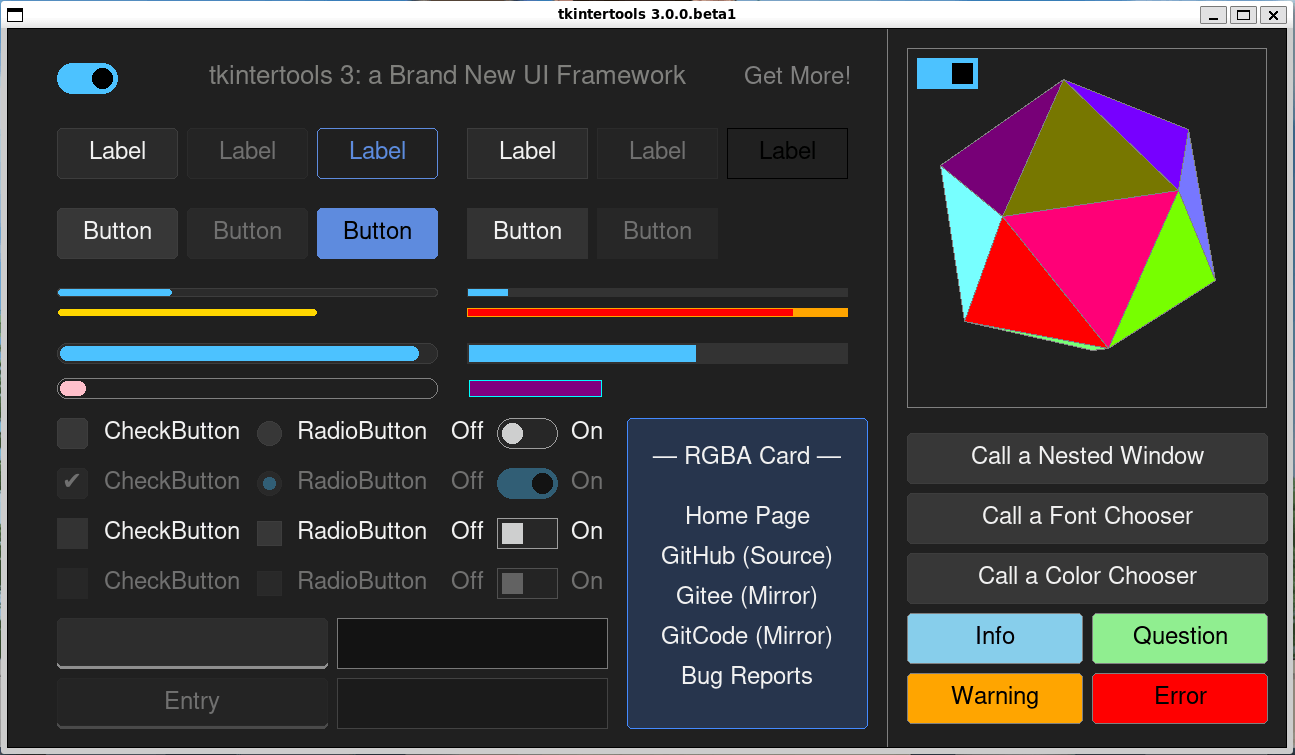 tkintertools 3.0.0.beta1
tkintertools 3: a Brand New UI Framework Get More!
Label Label Label Label Label Label
Button Button Button Button Button
CheckButton RadioButton Off On
CheckButton RadioButton Off On
CheckButton RadioButton Off On
CheckButton RadioButton Off On
Entry
— RGBA Card —
Home Page
GitHub (Source)
Gitee (Mirror)
GitCode (Mirror)
Bug Reports
Call a Nested Window
Call a Font Chooser
Call a Color Chooser
Info Question
Warning Error